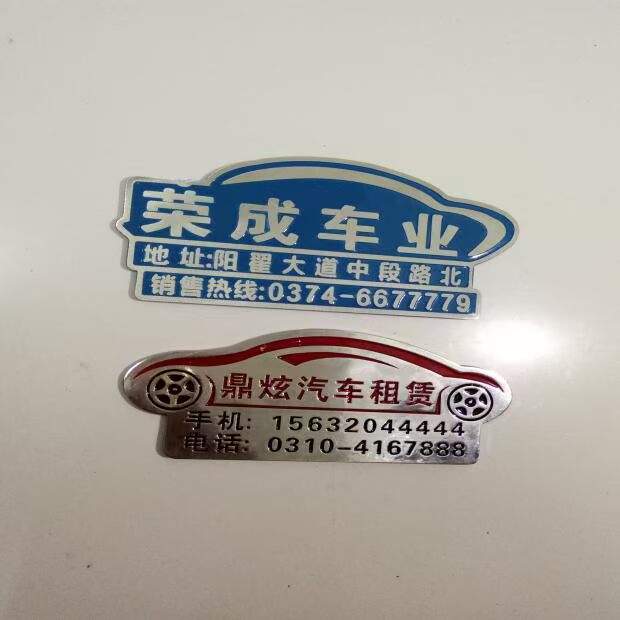 荣成车业
地址:阳翟大道中段路北
销售热线:0374-6677779
鼎炫汽车租赁
手机: 15632044444
电话: 0310-4167888